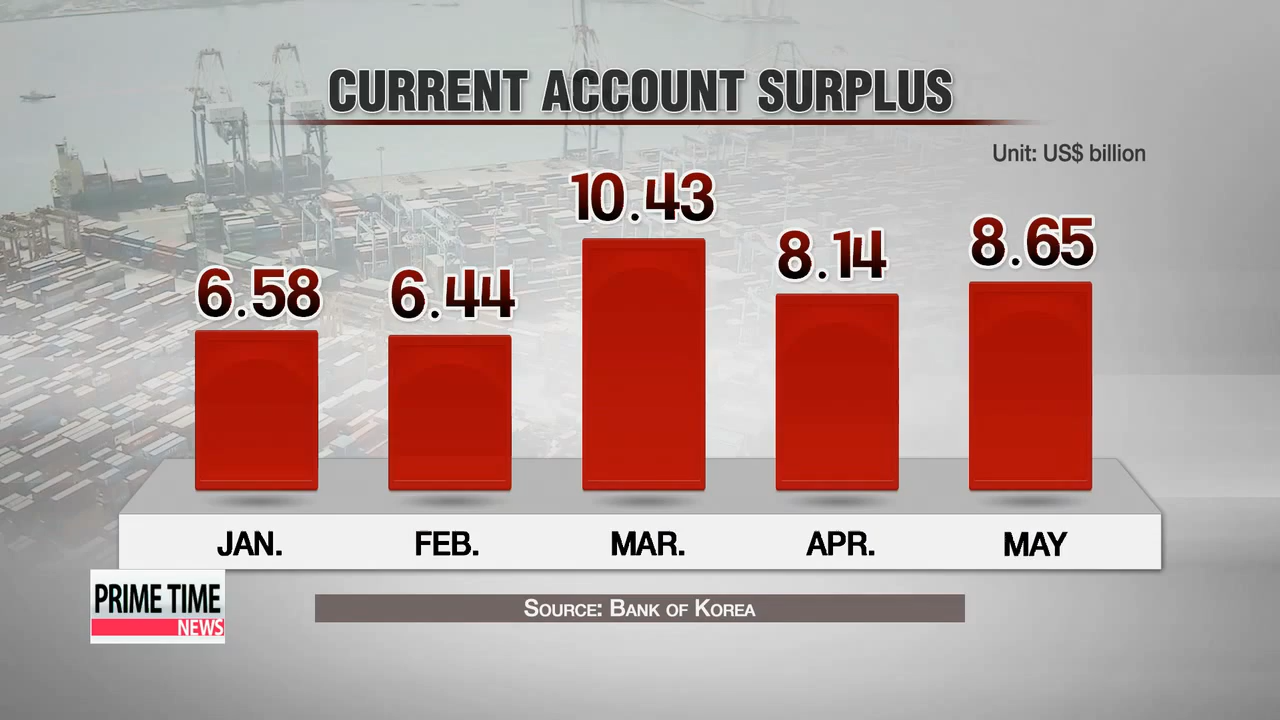 CURRENT ACCOUNT SURPLUS
Unit: US$ billion
6.58
6.44
10.43
8.14
8.65
JAN.
FEB.
MAR.
APR.
MAY
PRIME TIME
NEWS
SOURCE: BANK OF KOREA